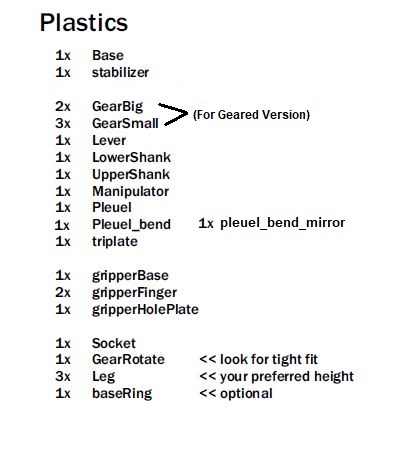 Plastics
1x Base
1x stabilizer
2x GearBig
(For Geared Version)
3x GearSmall
1x Lever
1x LowerShank
1x UpperShank
1x Manipulator
1x Pleuel
1x Pleuel_bend 1x pleuel_bend_mirror
1x triplate
1x gripperBase
2x gripperFinger
1x gripperHolePlate
1x Socket
1x GearRotate << look for tight fit
3x Leg << your preferred height
1x baseRing << optional